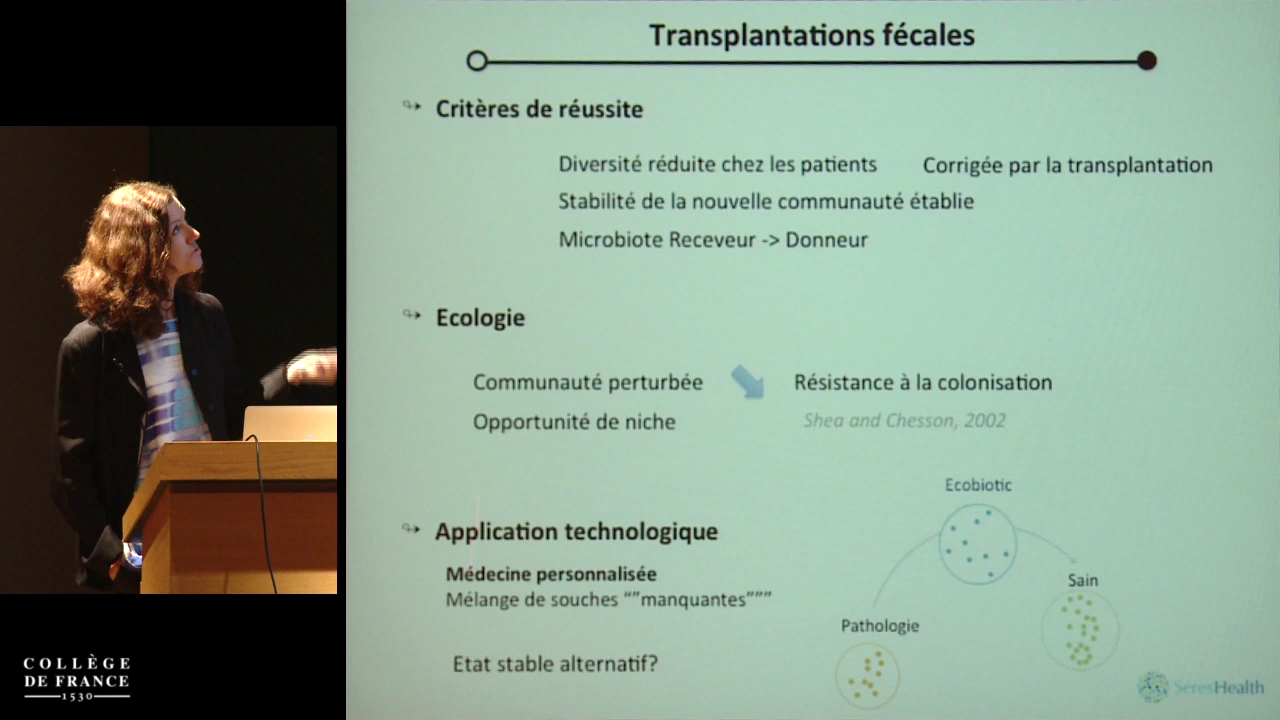 Transplantations fécales
Critères de réussite
Diversité réduite chez les patients
Corrigée par la transplantation
Stabilité de la nouvelle communauté établie
Microbiote Receveur -> Donneur
Ecologie
Communauté perturbée
Résistance à la colonisation
Opportunité de niche
Shea and Chesson, 2002
Ecobiotic
Application technologique
Médecine personnalisée
Sain
Mélange de souches “”manquantes”””
Pathologie
Etat stable alternatif?
SeresHealth
COLLÈGE
DE FRANCE
1530